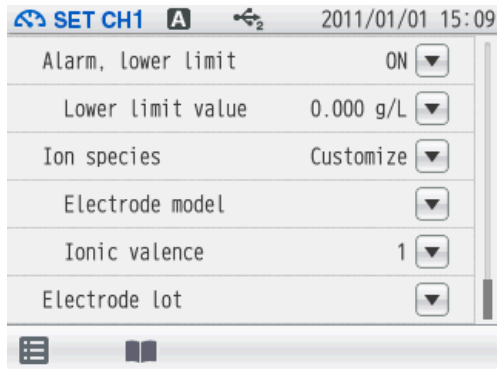 SET CH1 A 2 2011/01/01 15:09
Alarm, lower limit ON
Lower limit value 0.000 g/L
Ion species Customize
Electrode model
Ionic valence 1
Electrode lot